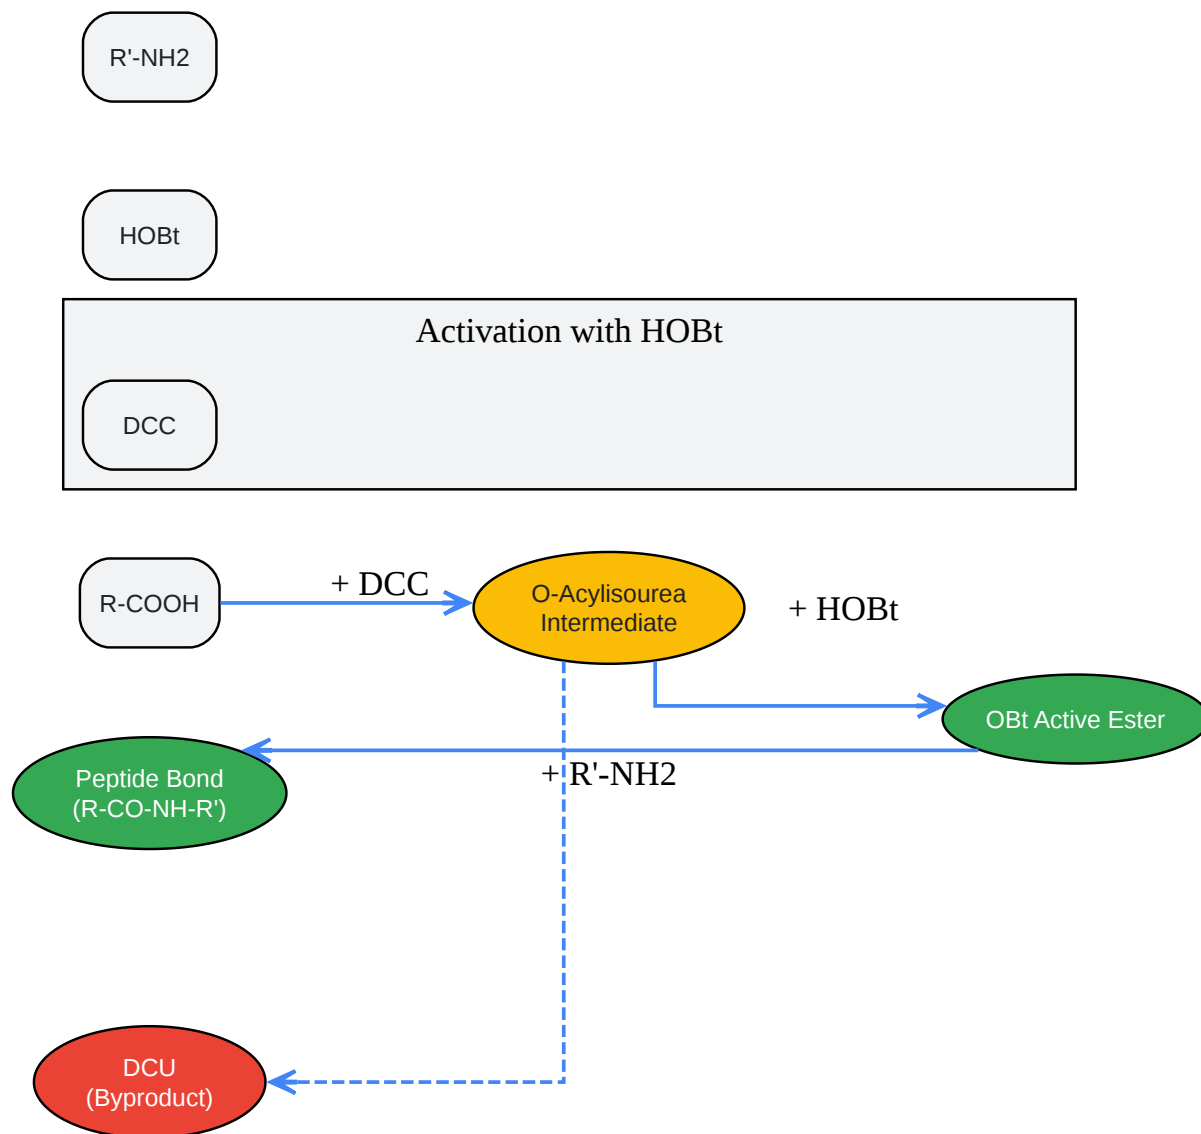 R'-NH2
HOBt
Activation with HOBt
DCC
R-COOH
+ DCC
O-Acylisourea
Intermediate
+ HOBt
OBt Active Ester
Peptide Bond
(R-CO-NH-R')
+ R'-NH2
DCU
(Byproduct)